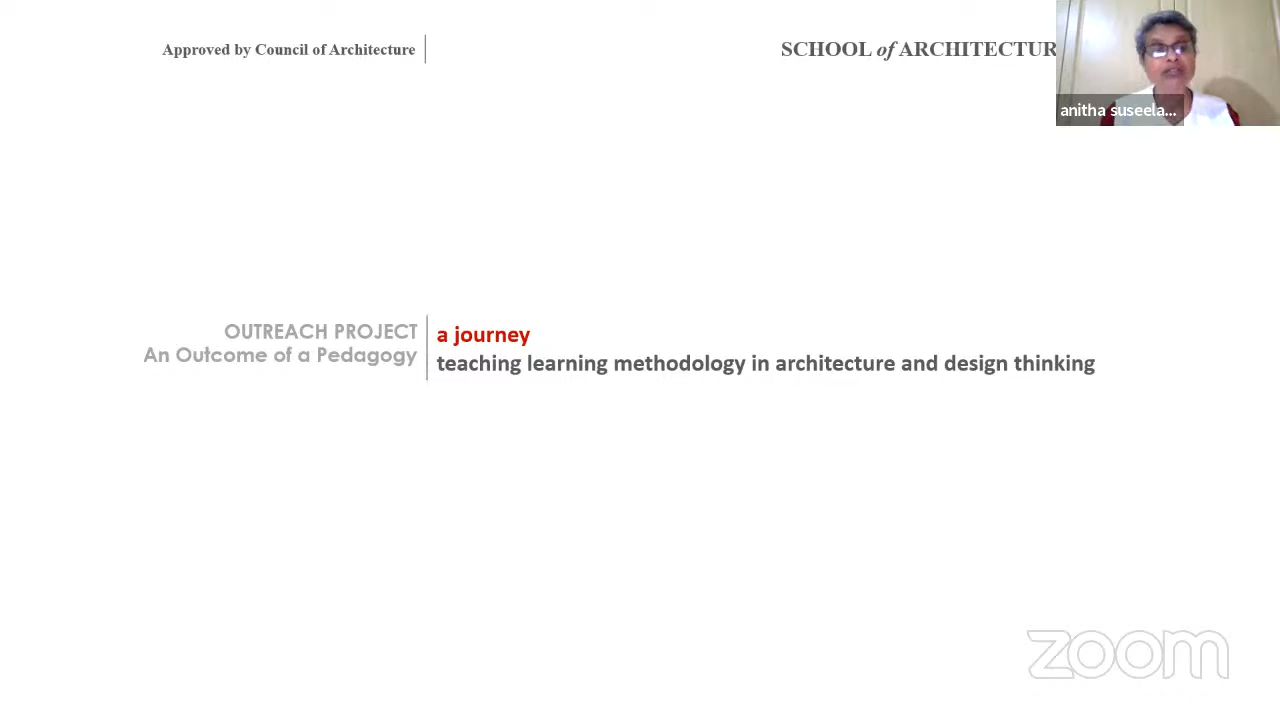 Approved by Council of Architecture
SCHOOL of ARCHITECTUR
anitha suseela...
OUTREACH PROJECT
An Outcome of a Pedagogy
a journey
teaching learning methodology in architecture and design thinking
zoom